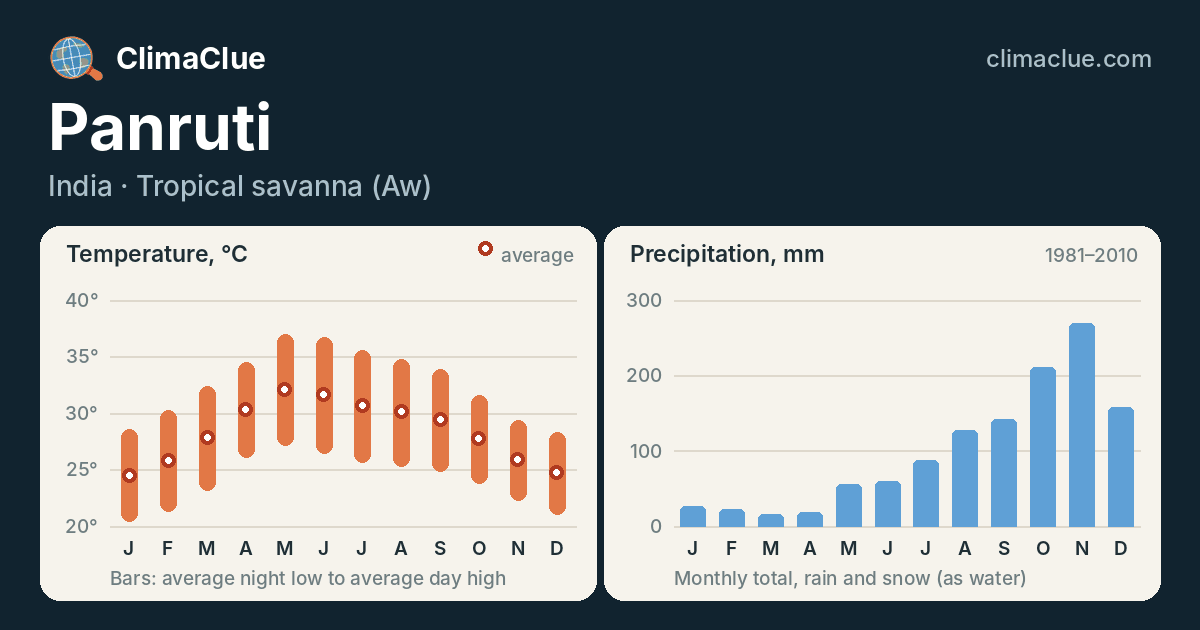 ClimaClue
climaclue.com
Panruti
India · Tropical savanna (Aw)
Temperature, °C
average
40°
35°
30°
25°
20°
J F M A M J J A S O N D
Bars: average night low to average day high
Precipitation, mm
1981–2010
300
200
100
0
J F M A M J J A S O N D
Monthly total, rain and snow (as water)